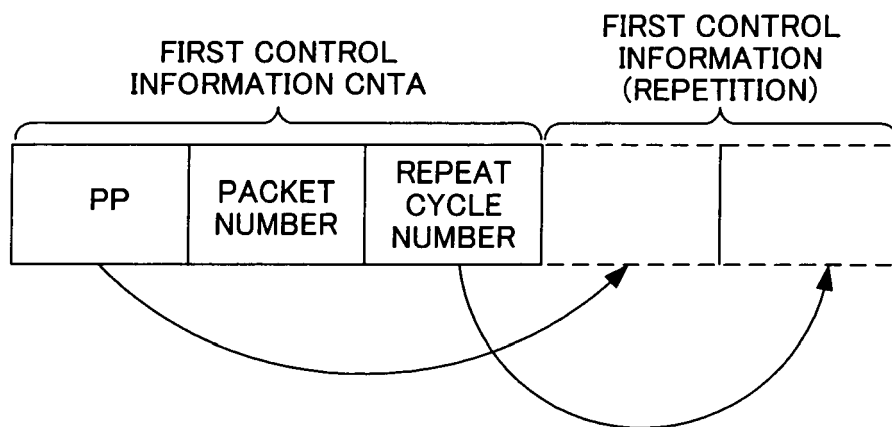 FIRST CONTROL
INFORMATION CNTA
FIRST CONTROL
INFORMATION
(REPETITION)
PP
PACKET
NUMBER
REPEAT
CYCLE
NUMBER